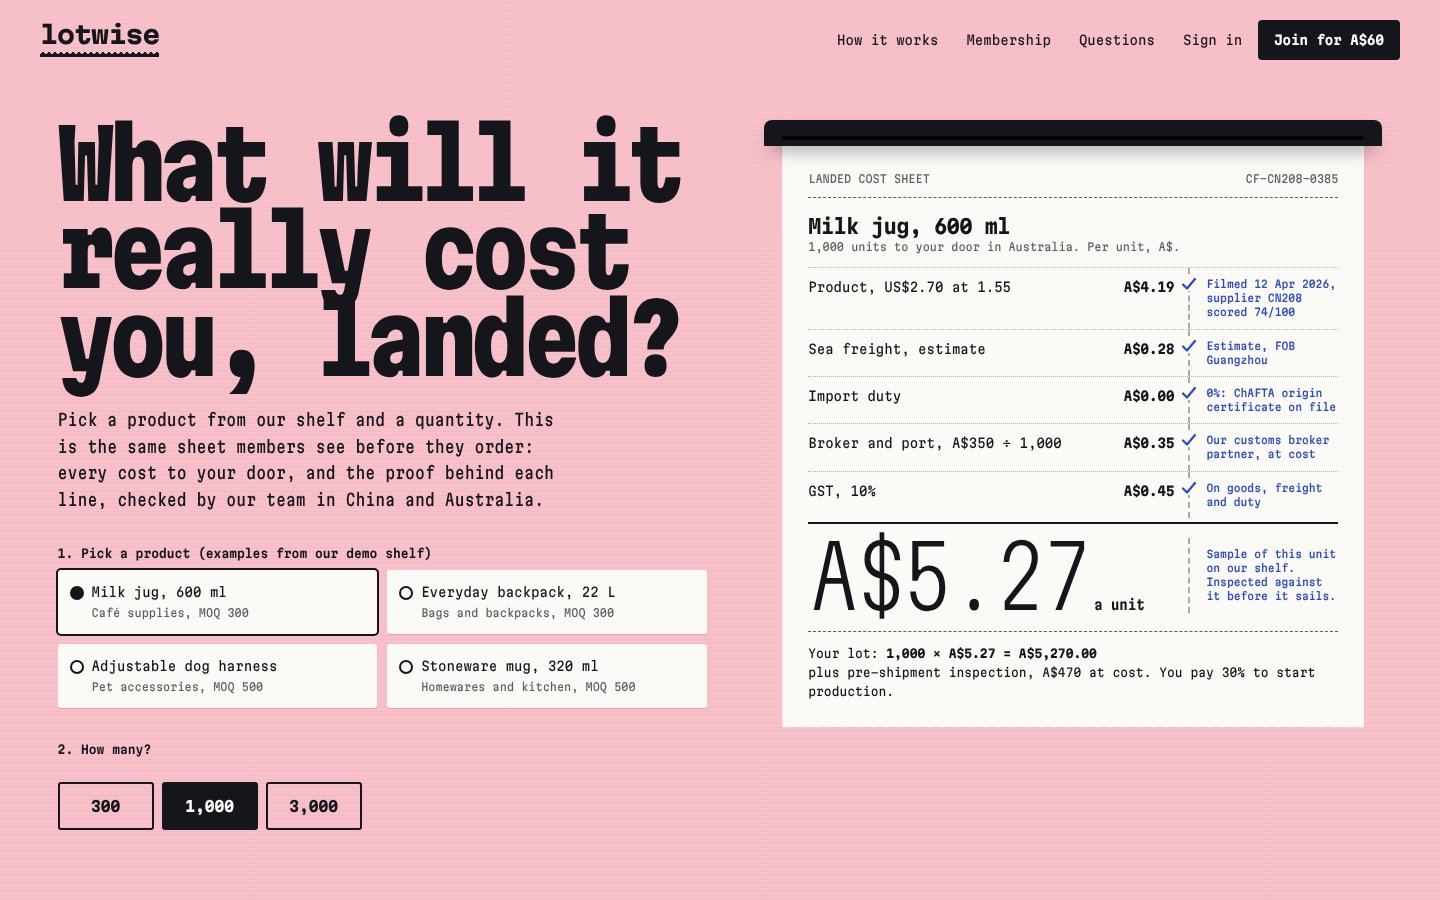 lotwise
How it works
Membership
Questions
Sign in
Join for A$60
What will it
really cost
you, landed?
Pick a product from our shelf and a quantity. This
is the same sheet members see before they order:
every cost to your door, and the proof behind each
line, checked by our team in China and Australia.
1. Pick a product (examples from our demo shelf)
Milk jug, 600 ml
Café supplies, MOQ 300
Everyday backpack, 22 L
Bags and backpacks, MOQ 300
Adjustable dog harness
Pet accessories, MOQ 500
Stoneware mug, 320 ml
Homewares and kitchen, MOQ 500
2. How many?
300
1,000
3,000
LANDED COST SHEET
CF-CN208-0385
Milk jug, 600 ml
1,000 units to your door in Australia. Per unit, A$.
Product, US$2.70 at 1.55
A$4.19
Filmed 12 Apr 2026,
supplier CN208
scored 74/100
Sea freight, estimate
A$0.28
Estimate, FOB
Guangzhou
Import duty
A$0.00
0%: ChAFTA origin
certificate on file
Broker and port, A$350 ÷ 1,000
A$0.35
Our customs broker
partner, at cost
GST, 10%
A$0.45
On goods, freight
and duty
A$5.27 a unit
Sample of this unit
on our shelf.
Inspected against
it before it sails.
Your lot: 1,000 × A$5.27 = A$5,270.00
plus pre-shipment inspection, A$470 at cost. You pay 30% to start
production.